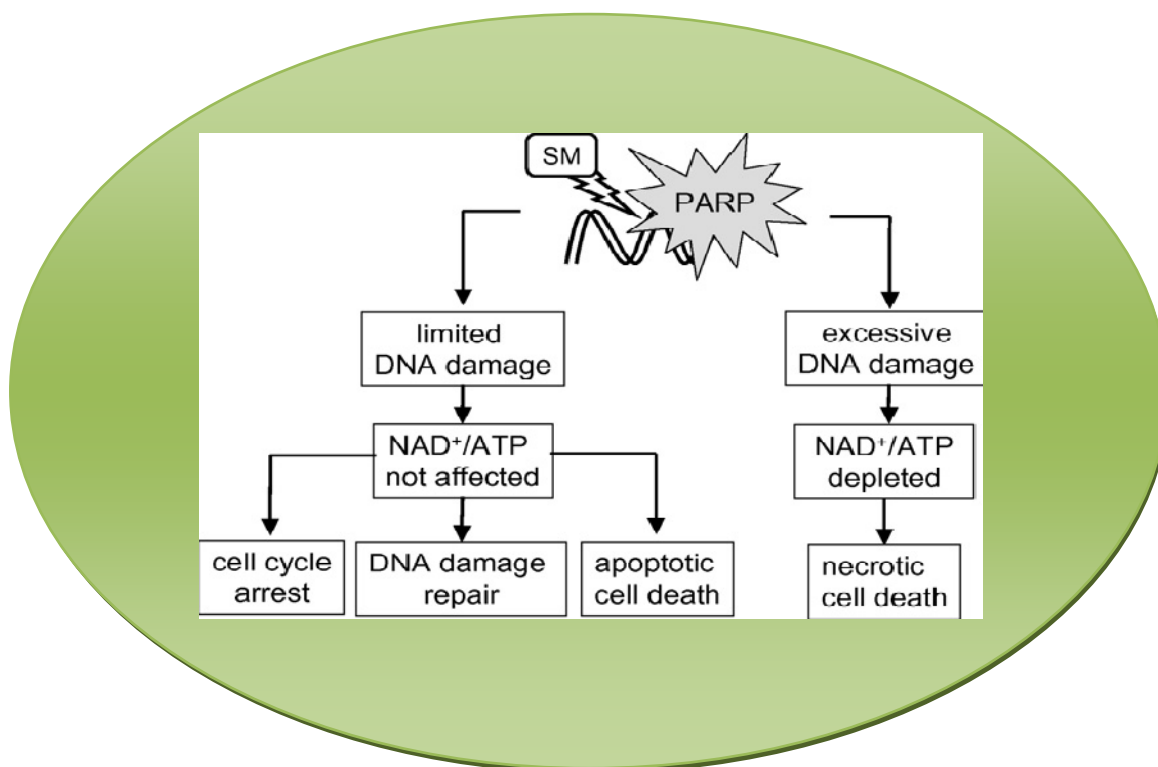 SM
PARP
limited
DNA damage
excessive
DNA damage
NAD⁺/ATP
not affected
NAD⁺/ATP
depleted
cell cycle
arrest
DNA damage
repair
apoptotic
cell death
necrotic
cell death